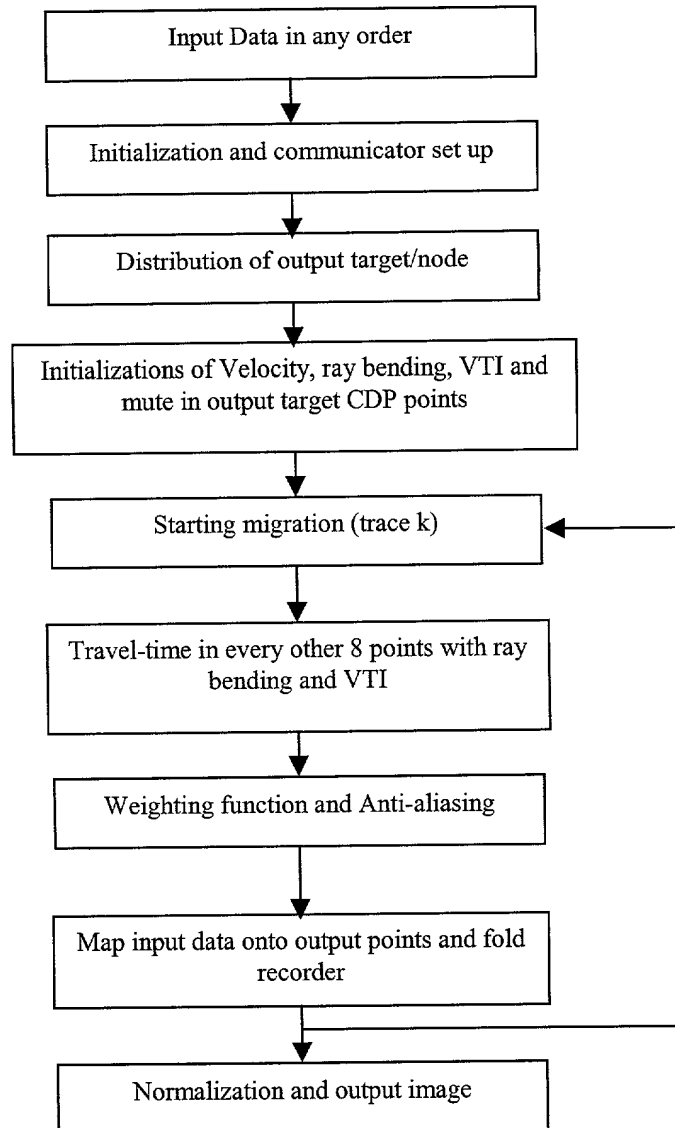 Input Data in any order
Initialization and communicator set up
Distribution of output target/node
Initializations of Velocity, ray bending, VTI and
mute in output target CDP points
Starting migration (trace k)
Travel-time in every other 8 points with ray
bending and VTI
Weighting function and Anti-aliasing
Map input data onto output points and fold
recorder
Normalization and output image